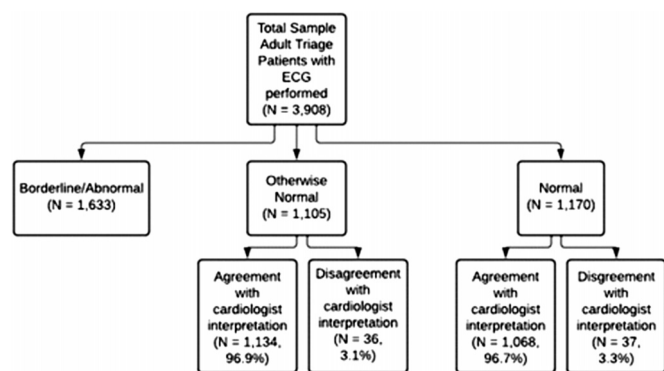 Total Sample
Adult Triage
Patients with
ECG
performed
(N = 3,908)
Borderline/Abnormal
(N = 1,633)
Otherwise
Normal
(N = 1,105)
Normal
(N = 1,170)
Agreement
with
cardiologist
interpretation
(N = 1,134,
96.9%)
Disagreement
with
cardiologist
interpretation
(N = 36,
3.1%)
Agreement
with
cardiologist
interpretation
(N = 1,068,
96.7%)
Disgreement
with
cardiologist
interpretation
(N = 37,
3.3%)